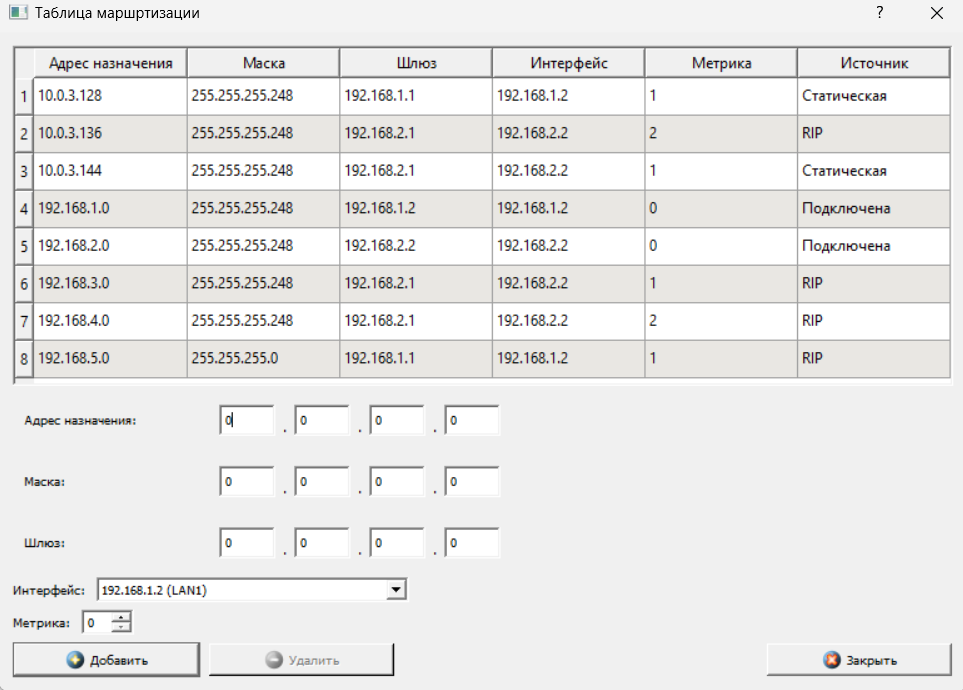 Таблица маршртизации ?
Адрес назначения Маска Шлюз Интерфейс Метрика Источник
1 10.0.3.128 255.255.255.248 192.168.1.1 192.168.1.2 1 Статическая
2 10.0.3.136 255.255.255.248 192.168.2.1 192.168.2.2 2 RIP
3 10.0.3.144 255.255.255.248 192.168.2.1 192.168.2.2 1 Статическая
4 192.168.1.0 255.255.255.248 192.168.1.2 192.168.1.2 0 Подключена
5 192.168.2.0 255.255.255.248 192.168.2.2 192.168.2.2 0 Подключена
6 192.168.3.0 255.255.255.248 192.168.2.1 192.168.2.2 1 RIP
7 192.168.4.0 255.255.255.248 192.168.2.1 192.168.2.2 2 RIP
8 192.168.5.0 255.255.255.0 192.168.1.1 192.168.1.2 1 RIP
Адрес назначения: 0 . 0 . 0 . 0
Маска: 0 . 0 . 0 . 0
Шлюз: 0 . 0 . 0 . 0
Интерфейс: 192.168.1.2 (LAN1)
Метрика: 0
Добавить Удалить Закрыть